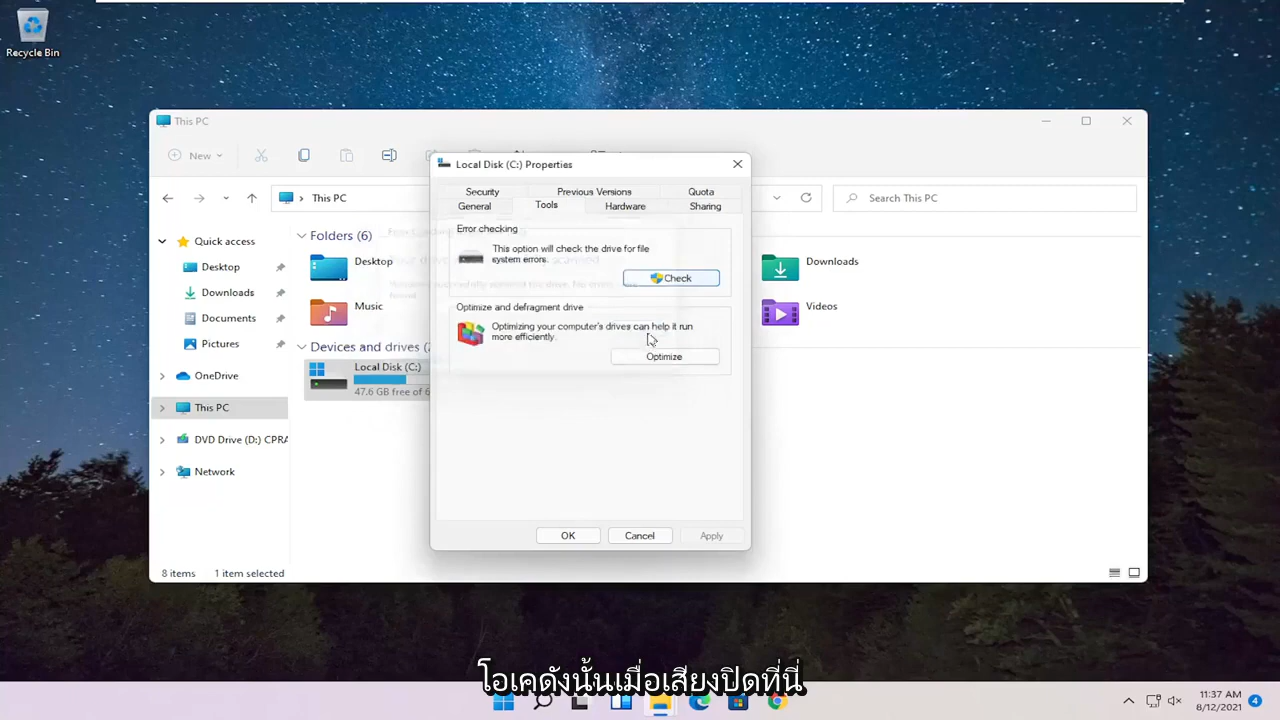 Recycle Bin
This PC
New
This PC
Search This PC
Quick access
Desktop
Downloads
Documents
Pictures
OneDrive
This PC
DVD Drive (D:) CPRA
Network
Folders (6)
Desktop
Music
Downloads
Videos
Devices and drives (
Local Disk (C:)
47.6 GB free of 6
8 items
1 item selected
Local Disk (C:) Properties
Security
Previous Versions
Quota
General
Tools
Hardware
Sharing
Error checking
This option will check the drive for file
system errors.
Check
Optimize and defragment drive
Optimizing your computer's drives can help it run
more efficiently.
Optimize
OK
Cancel
Apply
โอเคดังนั้นเมื่อเสียงปิดที่นี่
11:37 AM
8/12/2021
4